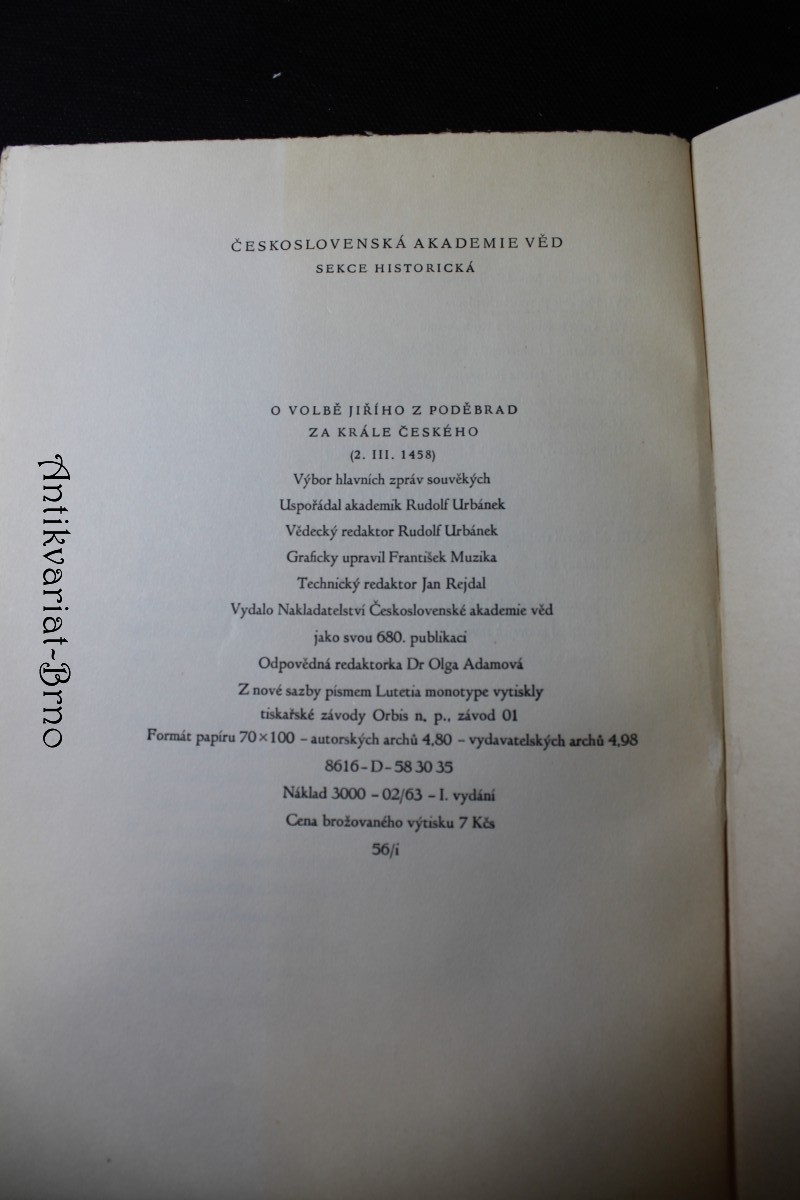 ČESKOSLOVENSKÁ AKADEMIE VĚD
SEKCE HISTORICKÁ
O VOLBĚ JIŘÍHO Z PODĚBRAD
ZA KRÁLE ČESKÉHO
(2. III. 1458)
Výbor hlavních zpráv souvěkých
Uspořádal akademik Rudolf Urbánek
Vědecký redaktor Rudolf Urbánek
Graficky upravil František Muzika
Technický redaktor Jan Rejdal
Vydalo Nakladatelství Československé akademie věd
jako svou 680. publikaci
Odpovědná redaktorka Dr Olga Adamová
Z nové sazby písmem Lutetia monotype vytiskly
tiskařské závody Orbis n. p., závod 01
Formát papíru 70×100 – autorských archů 4,80 – vydavatelských archů 4,98
8616–D–58 30 35
Náklad 3000 – 02/63 – I. vydání
Cena brožovaného výtisku 7 Kčs
56/i
Antikvariat-Brno